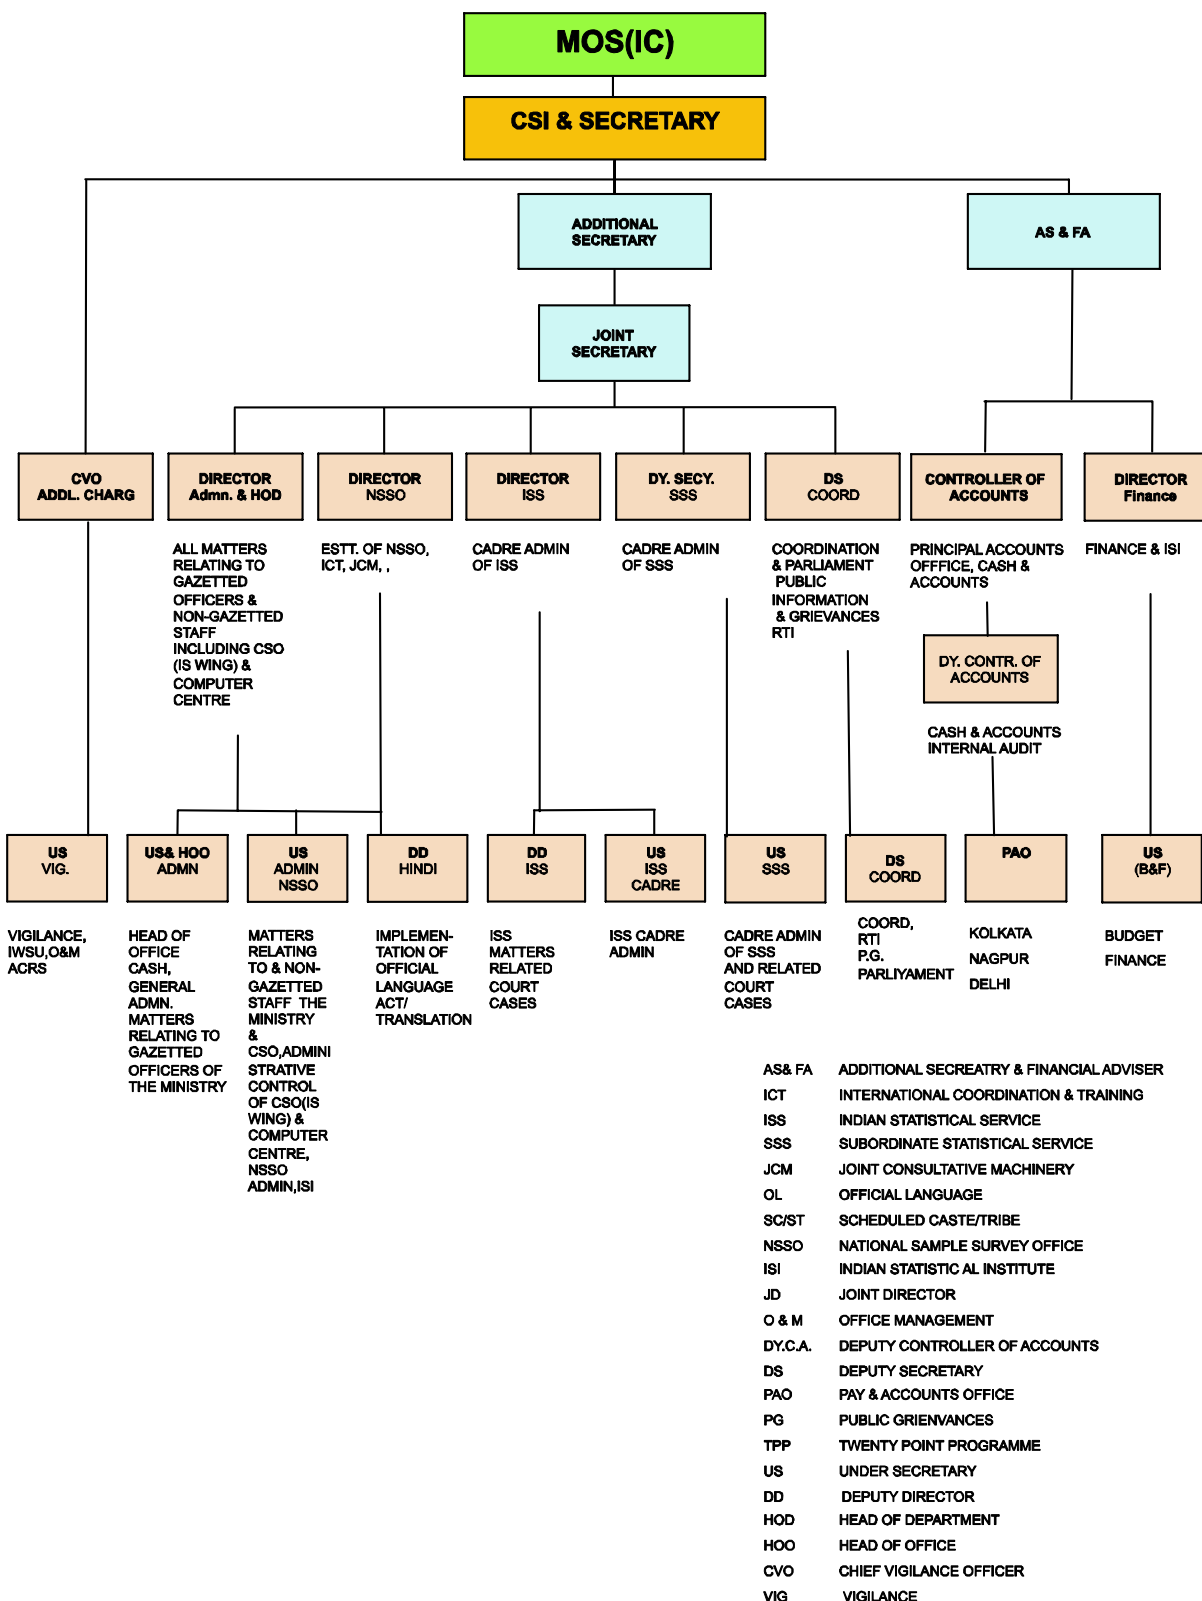 MOS(IC)
CSI & SECRETARY
ADDITIONAL
SECRETARY
AS & FA
JOINT
SECRETARY
CVO
ADDL. CHARG
DIRECTOR
Admn. & HOD
DIRECTOR
NSSO
DIRECTOR
ISS
DY. SECY.
SSS
DS
COORD
CONTROLLER OF
ACCOUNTS
DIRECTOR
Finance
ALL MATTERS
RELATING TO
GAZETTED
OFFICERS &
NON-GAZETTED
STAFF
INCLUDING CSO
(IS WING) &
COMPUTER
CENTRE
ESTT. OF NSSO,
ICT, JCM, ,
CADRE ADMIN
OF ISS
CADRE ADMIN
OF SSS
COORDINATION
& PARLIAMENT
PUBLIC
INFORMATION
& GRIEVANCES
RTI
PRINCIPAL ACCOUNTS
OFFFICE, CASH &
ACCOUNTS
FINANCE & ISI
DY. CONTR. OF
ACCOUNTS
CASH & ACCOUNTS
INTERNAL AUDIT
US
VIG.
US& HOO
ADMN
US
ADMIN
NSSO
DD
HINDI
DD
ISS
US
ISS
CADRE
US
SSS
DS
COORD
PAO
US
(B&F)
VIGILANCE,
IWSU,O&M
ACRS
HEAD OF
OFFICE
CASH,
GENERAL
ADMN.
MATTERS
RELATING TO
GAZETTED
OFFICERS OF
THE MINISTRY
MATTERS
RELATING
TO & NON-
GAZETTED
STAFF THE
MINISTRY
&
CSO,ADMINI
STRATIVE
CONTROL
OF CSO(IS
WING) &
COMPUTER
CENTRE,
NSSO
ADMIN,ISI
IMPLEMEN-
TATION OF
OFFICIAL
LANGUAGE
ACT/
TRANSLATION
ISS
MATTERS
RELATED
COURT
CASES
ISS CADRE
ADMIN
CADRE ADMIN
OF SSS
AND RELATED
COURT
CASES
COORD,
RTI
P.G.
PARLIYAMENT
KOLKATA
NAGPUR
DELHI
BUDGET
FINANCE
AS& FA ADDITIONAL SECREATRY & FINANCIAL ADVISER
ICT INTERNATIONAL COORDINATION & TRAINING
ISS INDIAN STATISTICAL SERVICE
SSS SUBORDINATE STATISTICAL SERVICE
JCM JOINT CONSULTATIVE MACHINERY
OL OFFICIAL LANGUAGE
SC/ST SCHEDULED CASTE/TRIBE
NSSO NATIONAL SAMPLE SURVEY OFFICE
ISI INDIAN STATISTIC AL INSTITUTE
JD JOINT DIRECTOR
O & M OFFICE MANAGEMENT
DY.C.A. DEPUTY CONTROLLER OF ACCOUNTS
DS DEPUTY SECRETARY
PAO PAY & ACCOUNTS OFFICE
PG PUBLIC GRIENVANCES
TPP TWENTY POINT PROGRAMME
US UNDER SECRETARY
DD DEPUTY DIRECTOR
HOD HEAD OF DEPARTMENT
HOO HEAD OF OFFICE
CVO CHIEF VIGILANCE OFFICER
VIG VIGILANCE